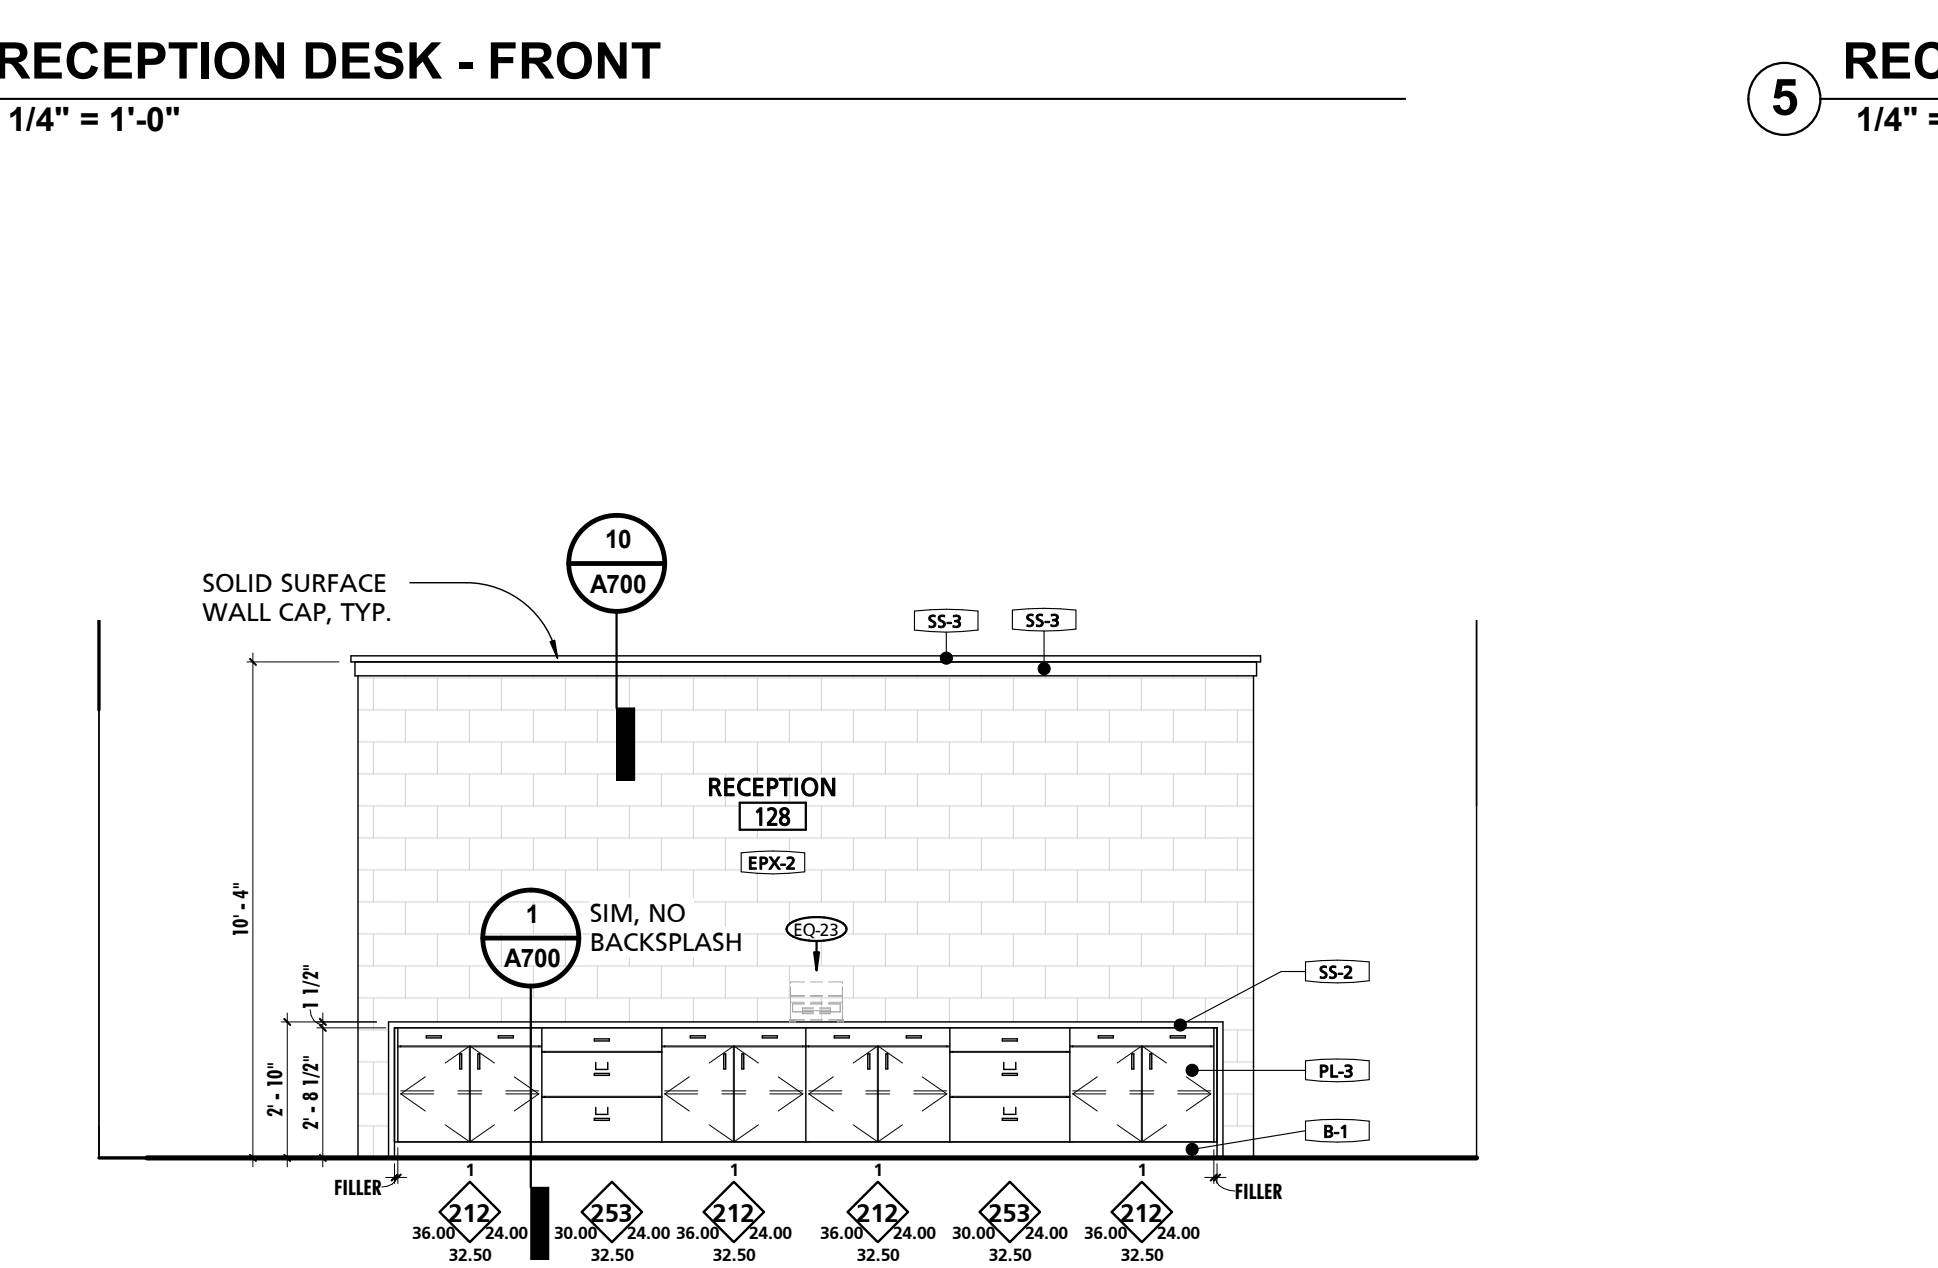 RECEPTION DESK - FRONT
1/4" = 1'-0"
5
REC
1/4" =
10
A700
SOLID SURFACE
WALL CAP, TYP.
SS-3
SS-3
RECEPTION
128
EPX-2
10' - 4"
1
A700
SIM, NO
BACKSPLASH
EQ-23
1 1/2"
2' - 10"
2' - 8 1/2"
SS-2
PL-3
B-1
FILLER
FILLER
1 1 1 1
212 253 212 212 253 212
36.00 24.00 30.00 24.00 36.00 24.00 36.00 24.00 30.00 24.00 36.00 24.00
32.50 32.50 32.50 32.50 32.50 32.50